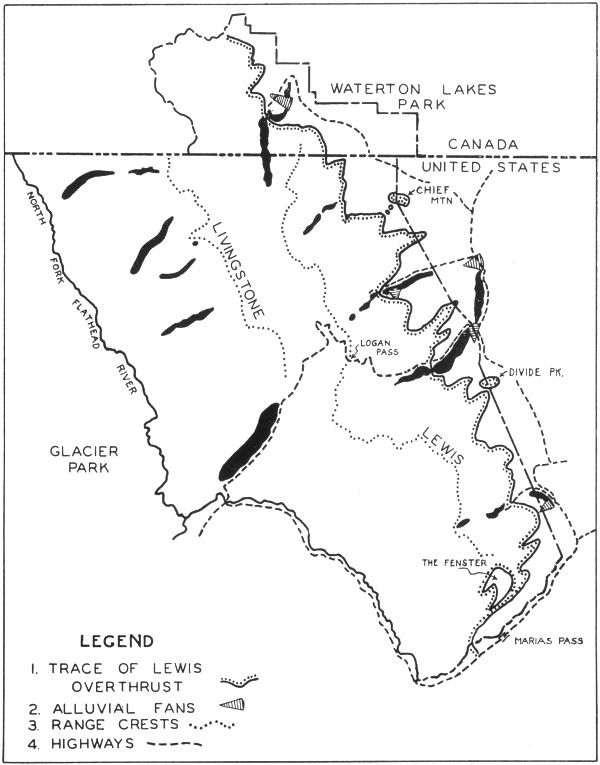 WATERTON LAKES
PARK
CANADA
UNITED STATES
CHIEF
MTN
NORTH
FORK
FLATHEAD
RIVER
LIVINGSTONE
LOGAN
PASS
DIVIDE PK.
LEWIS
GLACIER
PARK
THE FENSTER
MARIAS PASS
LEGEND
1. TRACE OF LEWIS
OVERTHRUST
2. ALLUVIAL FANS
3. RANGE CRESTS
4. HIGHWAYS